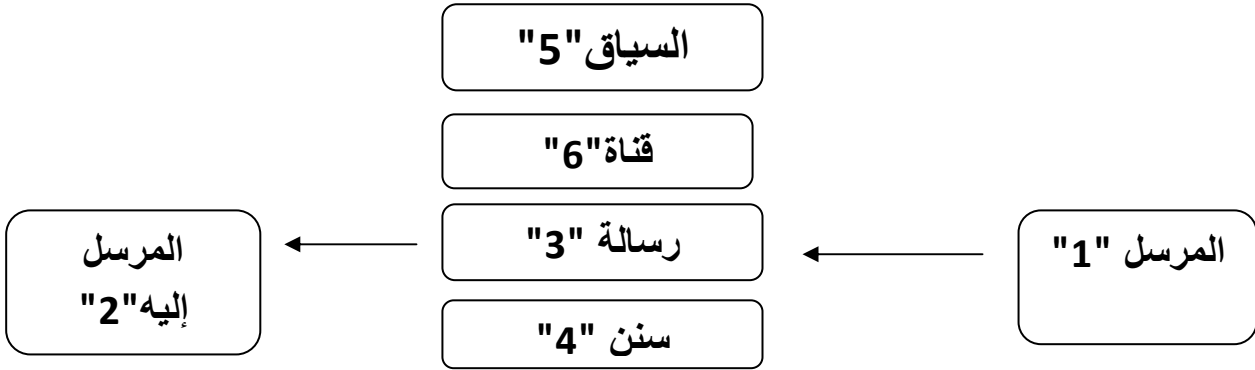 السياق"5"
قناة"6"
المرسل "1"
رسالة "3"
المرسل
إليه"2"
سنن "4"